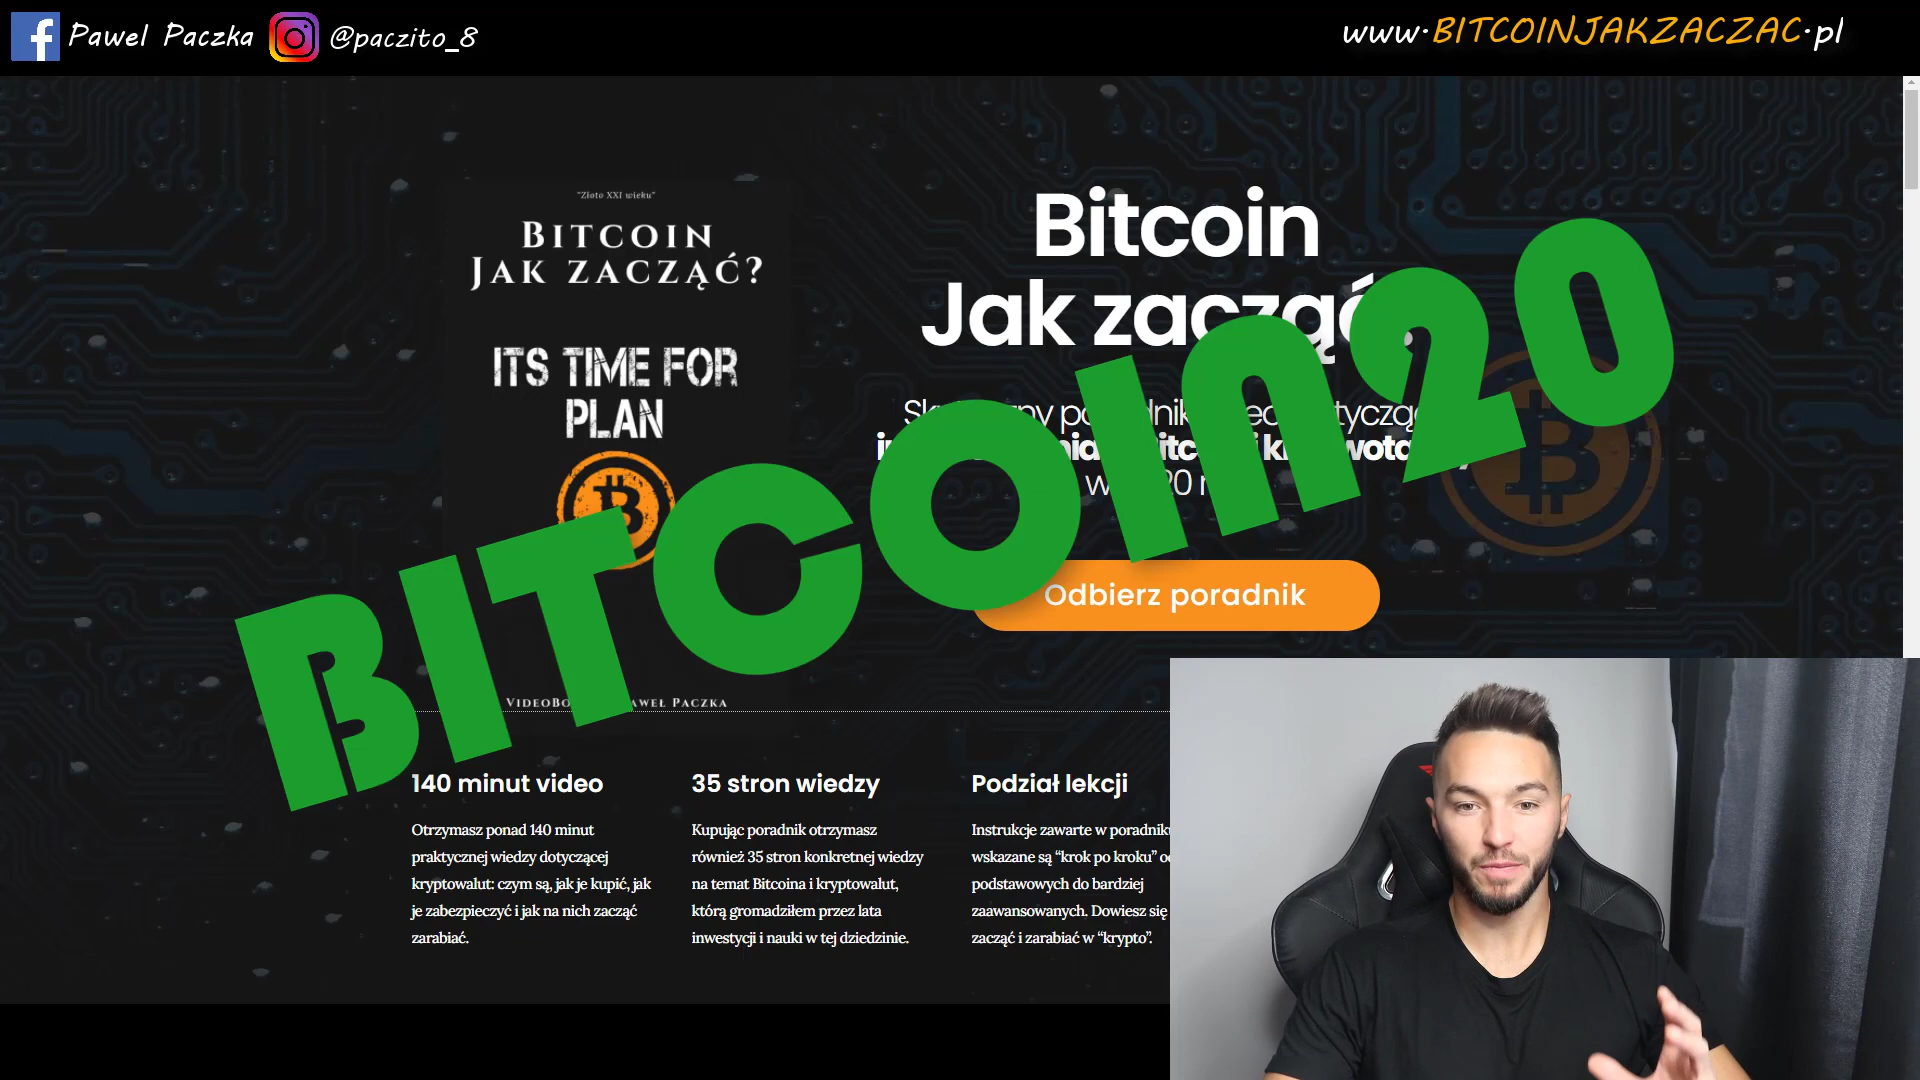 Pawel Paczka @paczito_8
www.BITCOINJAKZACZAC.pl
"Złoto XXI wieku"
BITCOIN
JAK ZACZĄĆ?
ITS TIME FOR
PLAN
Bitcoin
Jak zacząć
BITCOIN20
Odbierz poradnik
PACZKA
140 minut video
Otrzymasz ponad 140 minut
praktycznej wiedzy dotyczącej
kryptowalut: czym są, jak je kupić, jak
je zabezpieczyć i jak na nich zacząć
zarabiać.
35 stron wiedzy
Kupując poradnik otrzymasz
również 35 stron konkretnej wiedzy
na temat Bitcoina i kryptowalut,
którą gromadziłem przez lata
inwestycji i nauki w tej dziedzinie.
Podział lekcji
Instrukcje zawarte w poradniku
wskazane są “krok po kroku”
podstawowych do bardziej
zaawansowanych. Dowiesz się
zacząć i zarabiać w “krypto”.